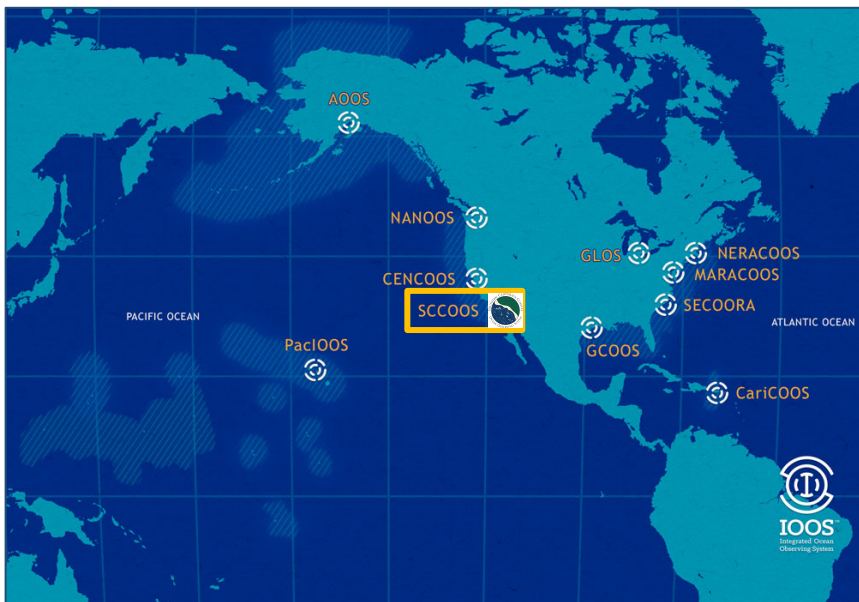 AOOS
NANOOS
GLOS
NERACOOS
CENCOOS
MARACOOS
SCCOOS
SECOORA
PACIFIC OCEAN
ATLANTIC OCEAN
PacIOOS
GCOOS
CariCOOS
IOOS™
Integrated Ocean
Observing System